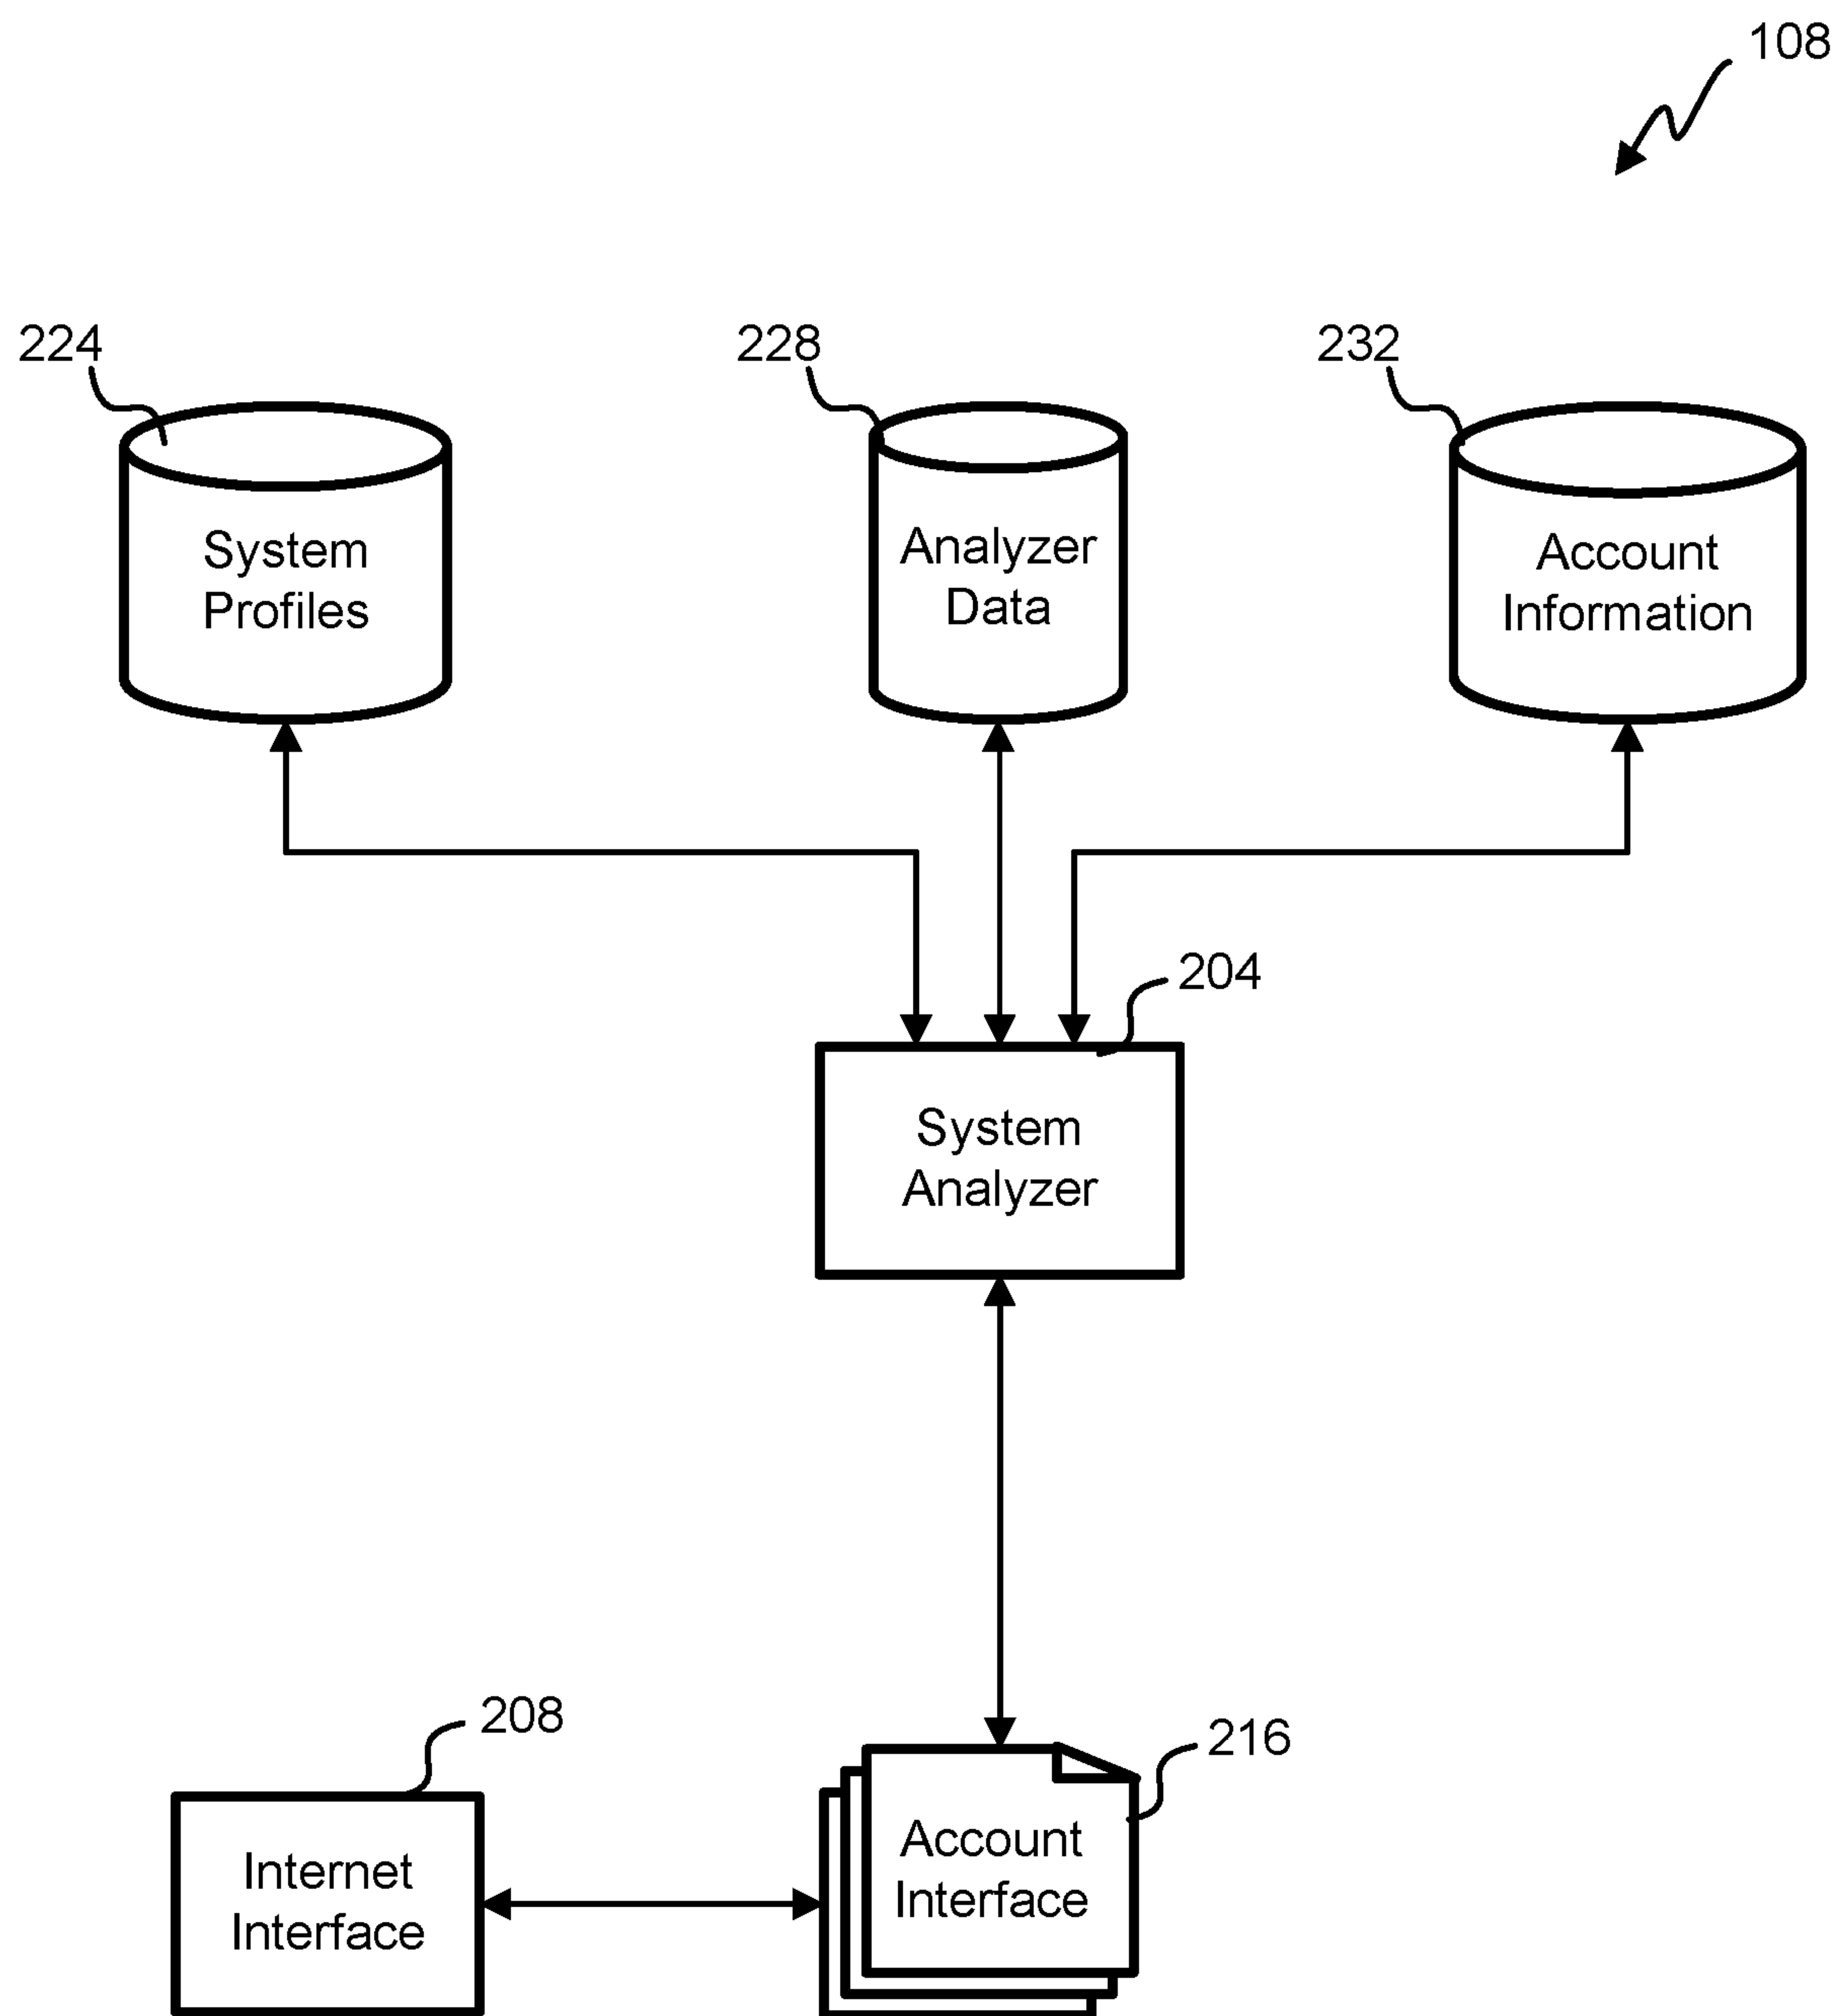 108
224
228
232
System
Profiles
Analyzer
Data
Account
Information
204
System
Analyzer
208
216
Internet
Interface
Account
Interface